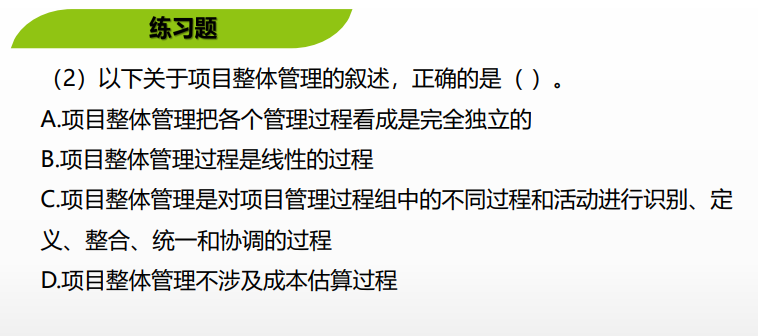 练习题
（2）以下关于项目整体管理的叙述，正确的是（ ）。
A.项目整体管理把各个管理过程看成是完全独立的
B.项目整体管理过程是线性的过程
C.项目整体管理是对项目管理过程组中的不同过程和活动进行识别、定
义、整合、统一和协调的过程
D.项目整体管理不涉及成本估算过程